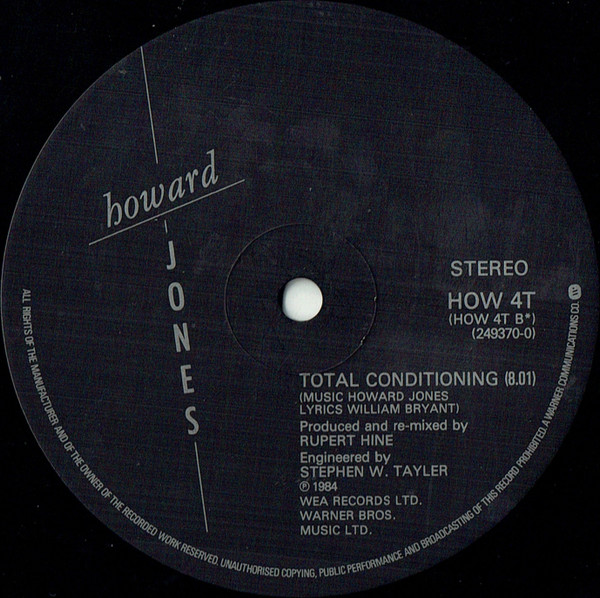 howard
JONES
STEREO
HOW 4T
(HOW 4T B*)
(249370-0)
TOTAL CONDITIONING (8.01)
(MUSIC HOWARD JONES
LYRICS WILLIAM BRYANT)
Produced and re-mixed by
RUPERT HINE
Engineered by
STEPHEN W. TAYLER
℗ 1984
WEA RECORDS LTD.
WARNER BROS.
MUSIC LTD.
ALL RIGHTS OF THE MANUFACTURER AND OF THE OWNER OF THE RECORDED WORK RESERVED. UNAUTHORISED COPYING, PUBLIC PERFORMANCE AND BROADCASTING OF THIS RECORD PROHIBITED. A WARNER COMMUNICATIONS CO.